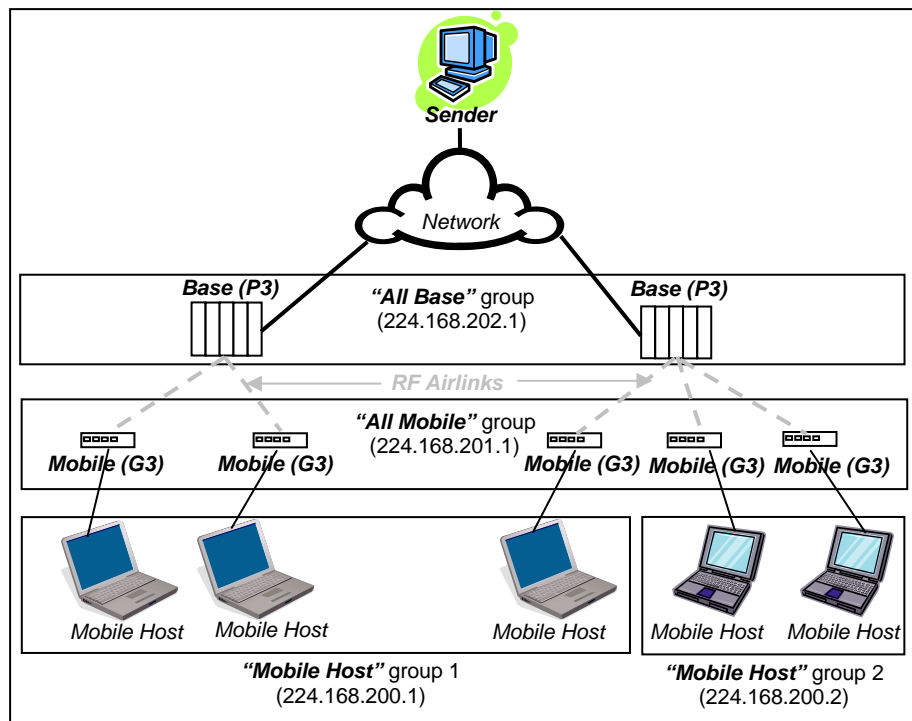 Sender
Network
Base (P3)
"All Base" group
(224.168.202.1)
Base (P3)
RF Airlinks
"All Mobile" group
(224.168.201.1)
Mobile (G3)
Mobile (G3)
Mobile (G3)
Mobile (G3)
Mobile (G3)
Mobile Host
Mobile Host
Mobile Host
Mobile Host
Mobile Host
"Mobile Host" group 1
(224.168.200.1)
"Mobile Host" group 2
(224.168.200.2)